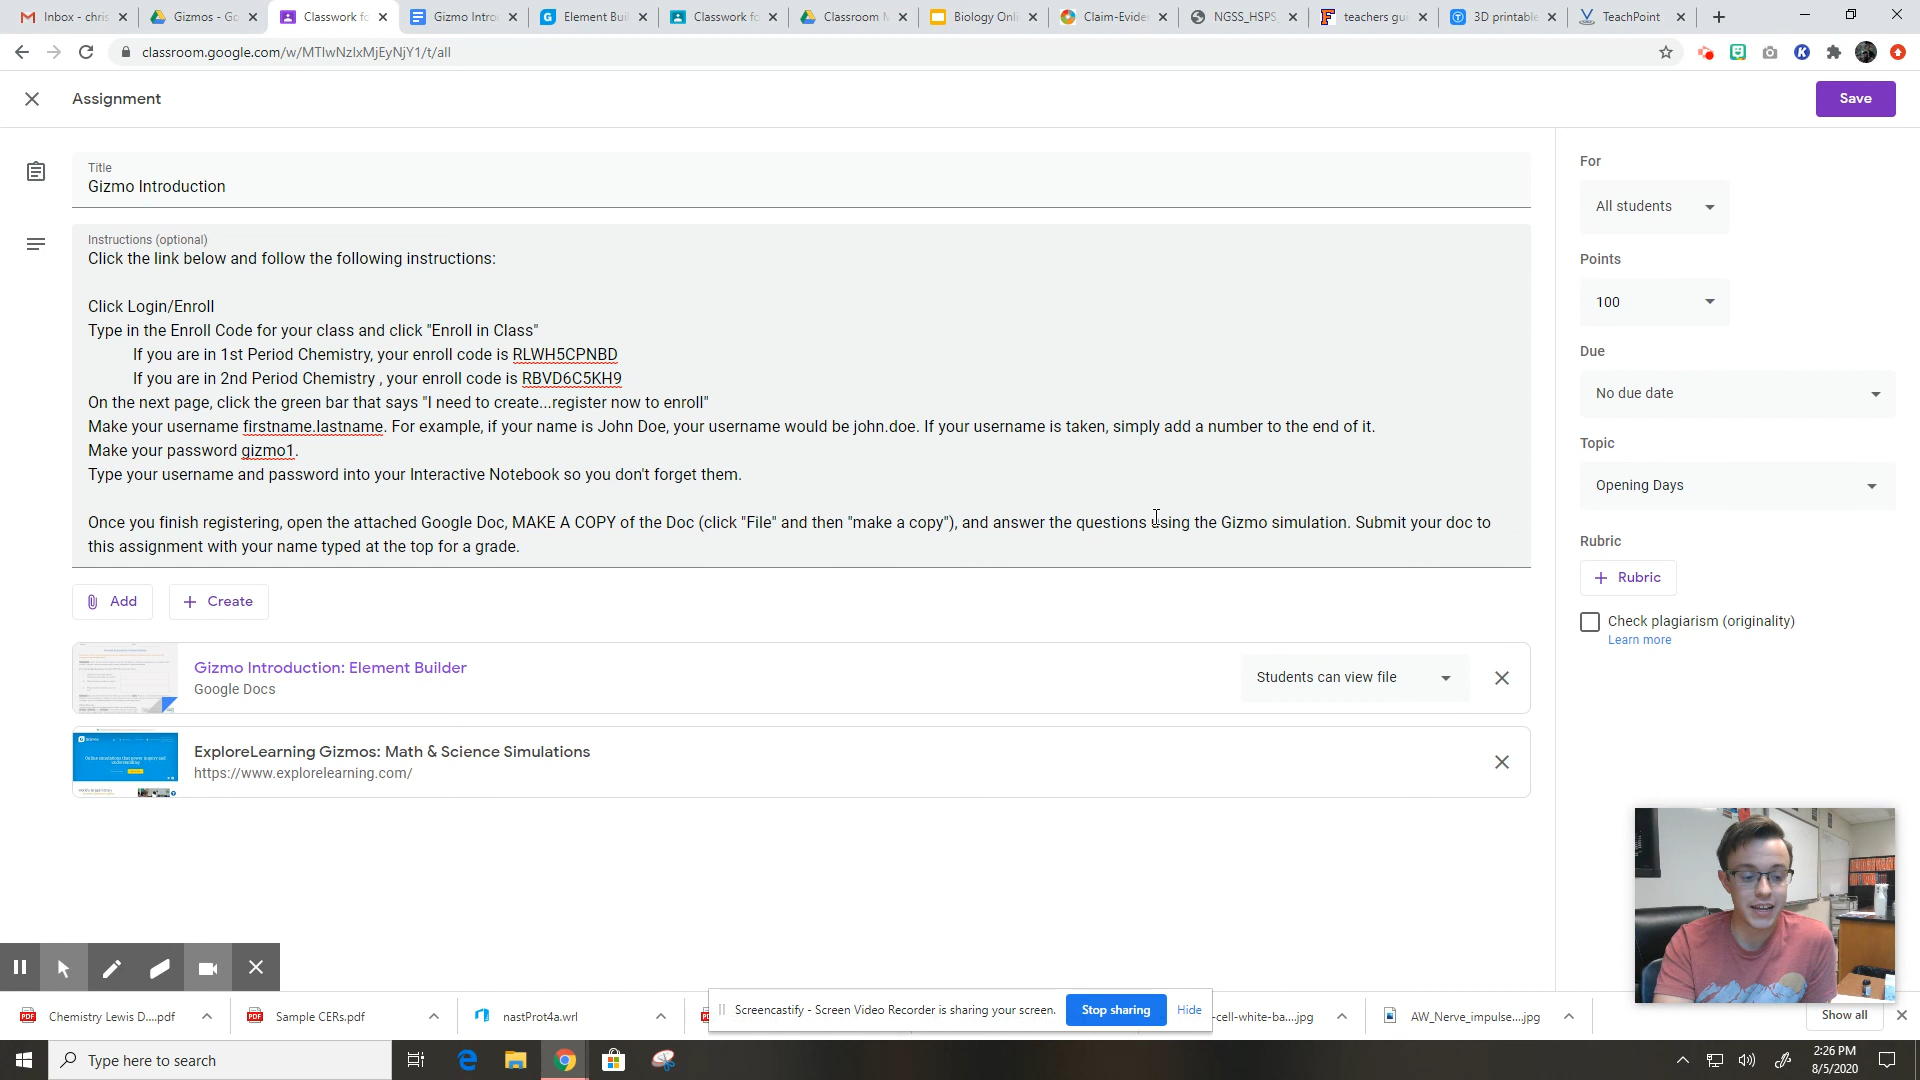 Inbox - chris
Gizmos - Go
Classwork fo
Gizmo Intro
Element Buil
Classwork fo
Classroom M
Biology Onli
Claim-Evide
NGSS_HSPS
teachers gu
3D printable
TeachPoint
classroom.google.com/w/MTIwNzIxMjEyNjY1/t/all
Assignment
Save
Title
Gizmo Introduction
Instructions (optional)
Click the link below and follow the following instructions:
Click Login/Enroll
Type in the Enroll Code for your class and click "Enroll in Class"
If you are in 1st Period Chemistry, your enroll code is RLWH5CPNBD
If you are in 2nd Period Chemistry , your enroll code is RBVD6C5KH9
On the next page, click the green bar that says "I need to create...register now to enroll"
Make your username firstname.lastname. For example, if your name is John Doe, your username would be john.doe. If your username is taken, simply add a number to the end of it.
Make your password gizmo1.
Type your username and password into your Interactive Notebook so you don't forget them.
Once you finish registering, open the attached Google Doc, MAKE A COPY of the Doc (click "File" and then "make a copy"), and answer the questions using the Gizmo simulation. Submit your doc to
this assignment with your name typed at the top for a grade.
Add
Create
Gizmo Introduction: Element Builder
Google Docs
Students can view file
ExploreLearning Gizmos: Math & Science Simulations
https://www.explorelearning.com/
For
All students
Points
100
Due
No due date
Topic
Opening Days
Rubric
Rubric
Check plagiarism (originality)
Learn more
Chemistry Lewis D....pdf
Sample CERs.pdf
nastProt4a.wrl
Screencastify - Screen Video Recorder is sharing your screen.
Stop sharing
Hide
-cell-white-ba....jpg
AW_Nerve_impulse....jpg
Show all
Type here to search
2:26 PM
8/5/2020